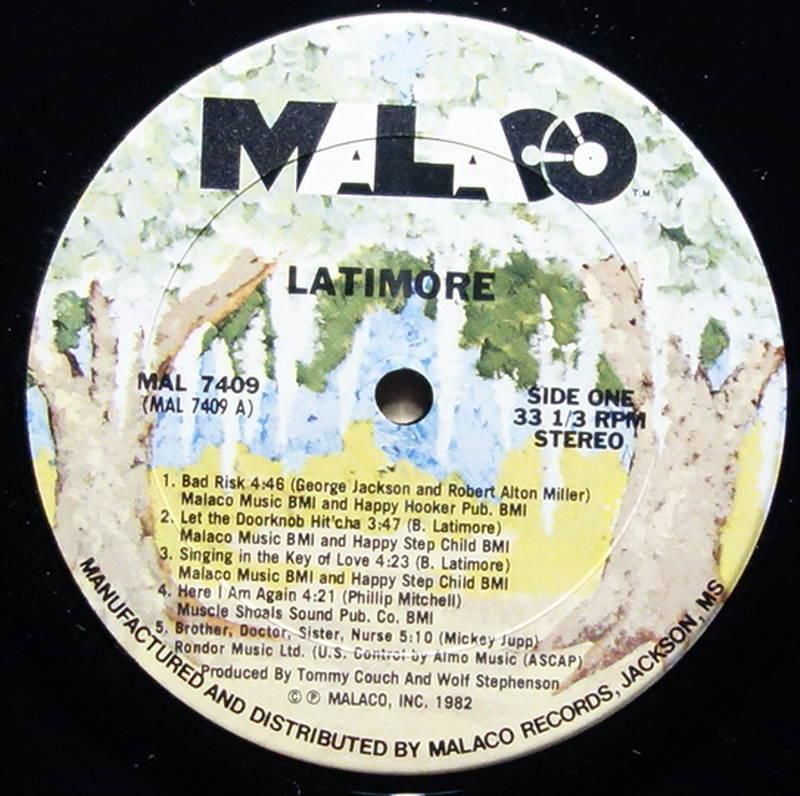 MALACO
T.M.
LATIMORE
MAL 7409
(MAL 7409 A)
SIDE ONE
33 1/3 RPM
STEREO
1. Bad Risk 4:46 (George Jackson and Robert Alton Miller)
Malaco Music BMI and Happy Hooker Pub. BMI
2. Let the Doorknob Hit'cha 3:47 (B. Latimore)
Malaco Music BMI and Happy Step Child BMI
3. Singing in the Key of Love 4:23 (B. Latimore)
Malaco Music BMI and Happy Step Child BMI
4. Here I Am Again 4:21 (Phillip Mitchell)
Muscle Shoals Sound Pub. Co. BMI
5. Brother, Doctor, Sister, Nurse 5:10 (Mickey Jupp)
Rondor Music Ltd. (U.S. Control by Almo Music (ASCAP)
Produced By Tommy Couch And Wolf Stephenson
© ℗ MALACO, INC. 1982
MANUFACTURED AND DISTRIBUTED BY MALACO RECORDS, JACKSON, MS